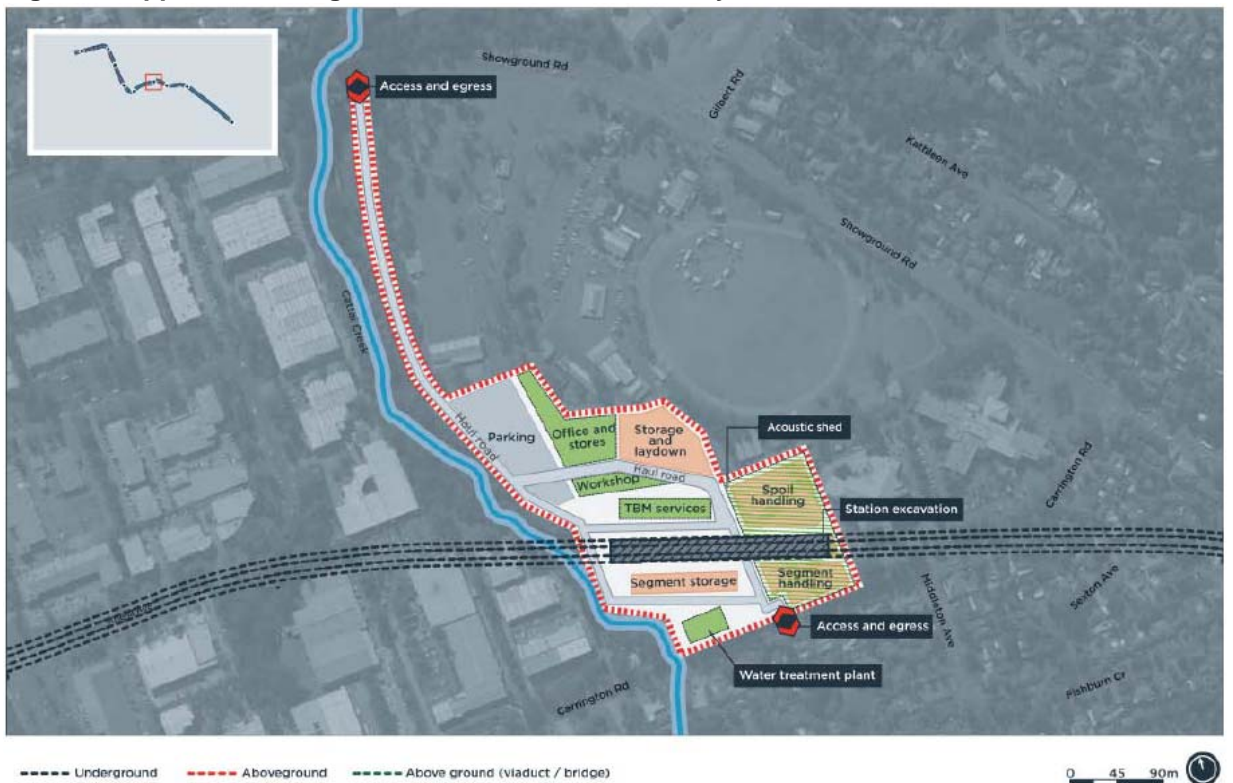 Showground Rd
Gilbert Rd
Access and egress
Kathleen Ave
Showground Rd
Cattai Creek
Haul road
Parking
Office and
stores
Storage
and
laydown
Acoustic shed
Carrington Rd
Haul road
Workshop
Spoil
handling
TBM services
Station excavation
Segment storage
Segment
handling
Middleton Ave
Sexton Ave
Access and egress
Water treatment plant
Carrington Rd
Fishburn Cr
Underground
Aboveground
Above ground (viaduct / bridge)
0 45 90m